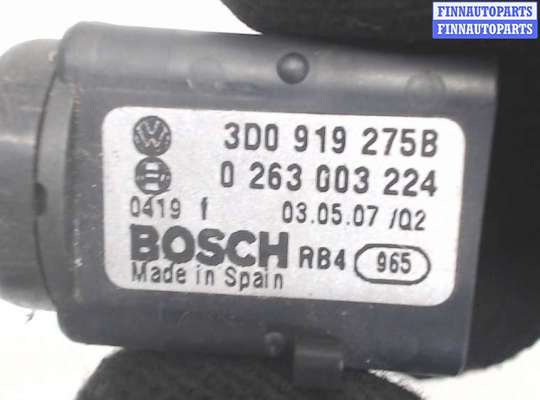 FINNAUTOPARTS
FINNAUTOPARTS
3D0 919 275B
0 263 003 224
0419 f 03.05.07 /02
BOSCH RB4 965
Made in Spain